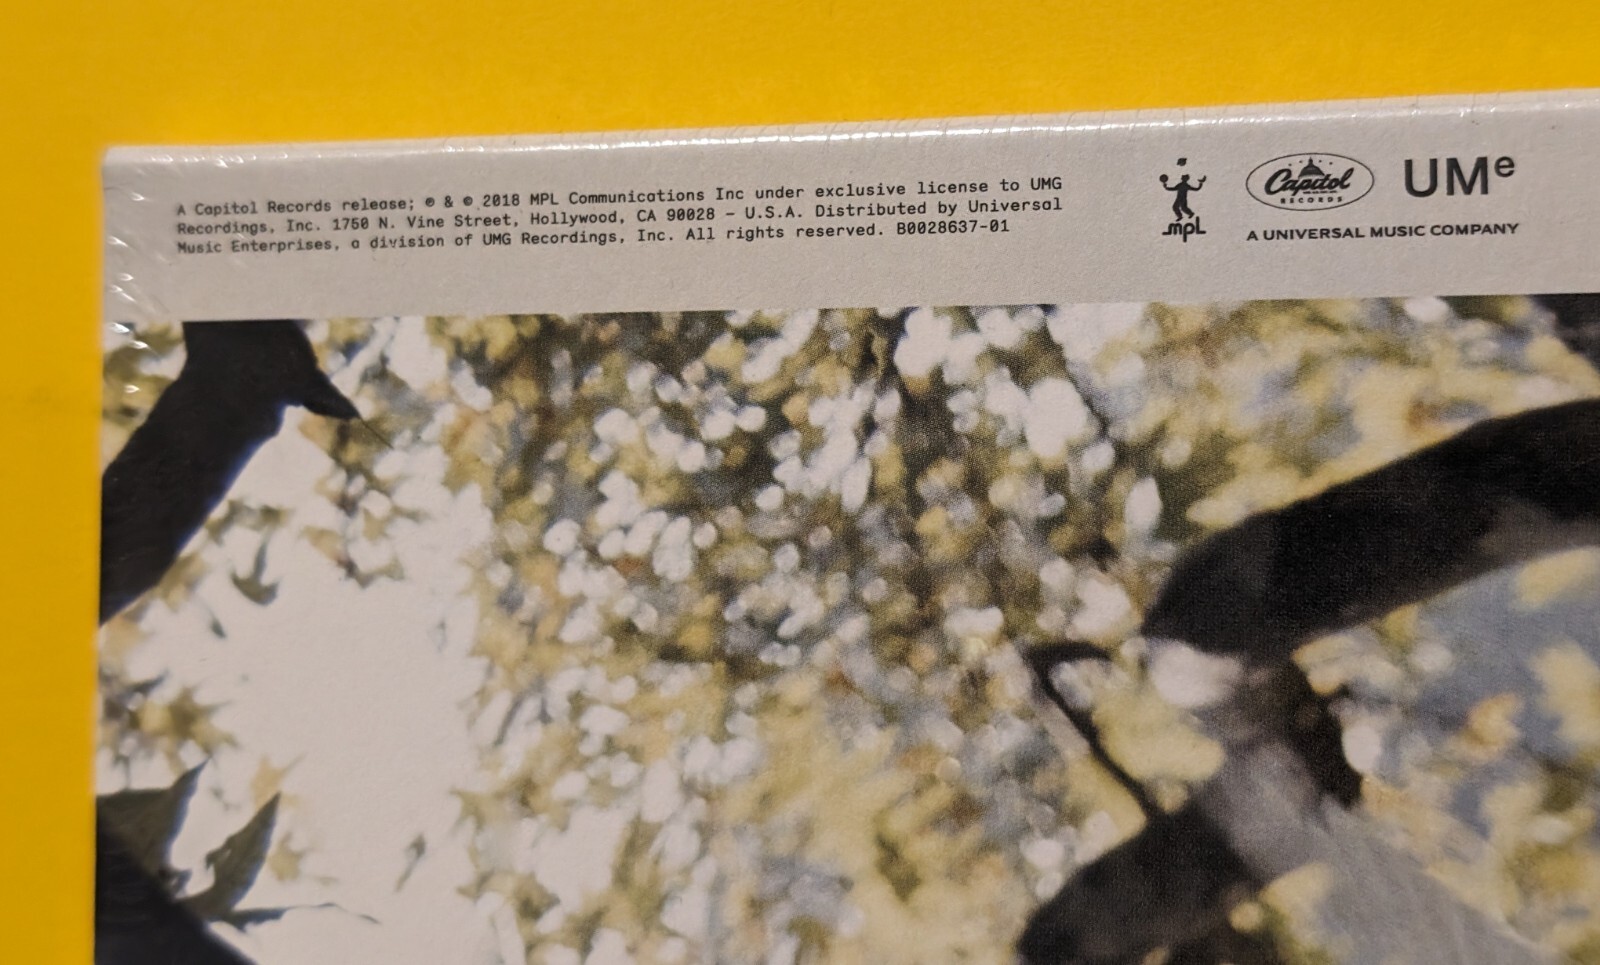 A Capitol Records release; ℗ & © 2018 MPL Communications Inc under exclusive license to UMG
Recordings, Inc. 1750 N. Vine Street, Hollywood, CA 90028 – U.S.A. Distributed by Universal
Music Enterprises, a division of UMG Recordings, Inc. All rights reserved. B0028637-01
mpL
Capitol
RECORDS
UMe
A UNIVERSAL MUSIC COMPANY